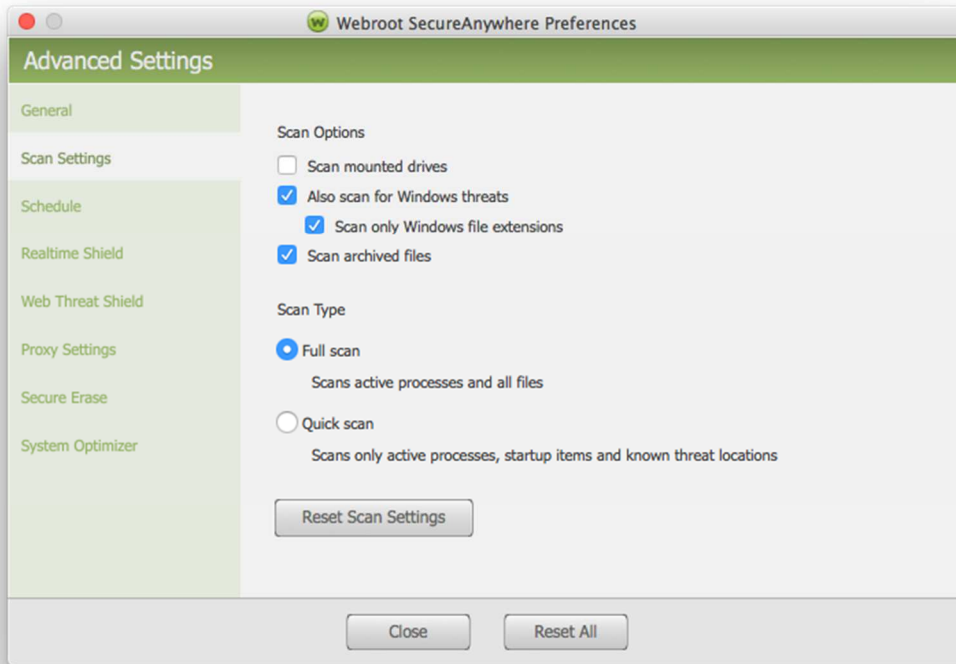 W Webroot SecureAnywhere Preferences
Advanced Settings
General
Scan Settings
Schedule
Realtime Shield
Web Threat Shield
Proxy Settings
Secure Erase
System Optimizer
Scan Options
Scan mounted drives
Also scan for Windows threats
Scan only Windows file extensions
Scan archived files
Scan Type
Full scan
Scans active processes and all files
Quick scan
Scans only active processes, startup items and known threat locations
Reset Scan Settings
Close
Reset All